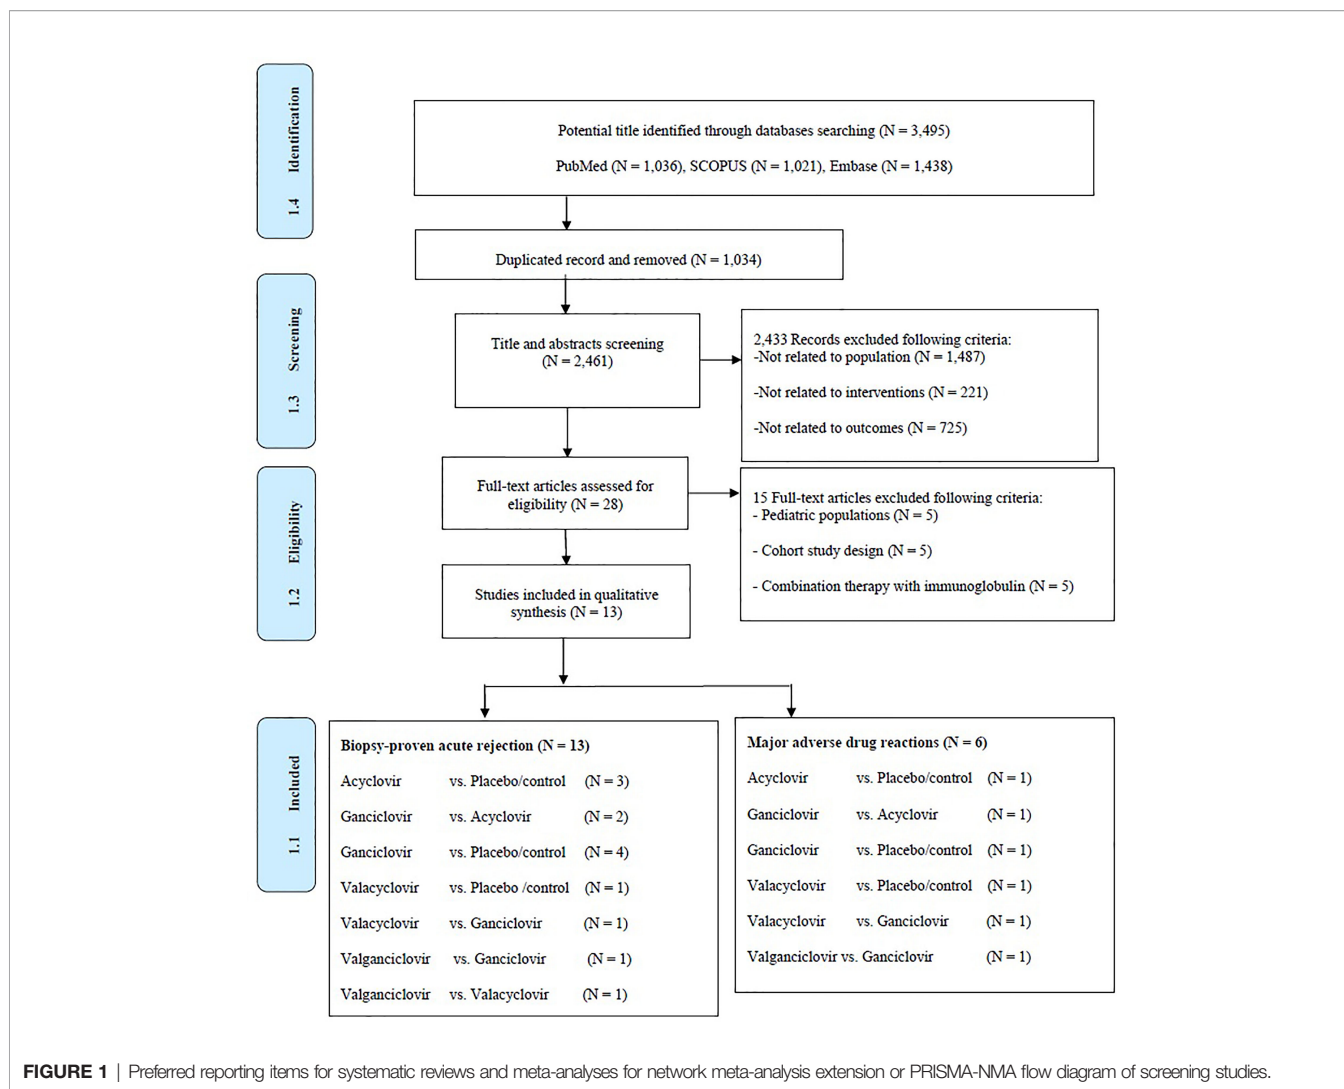 1.4 Identification
Potential title identified through databases searching (N = 3,495)
PubMed (N = 1,036), SCOPUS (N = 1,021), Embase (N = 1,438)
Duplicated record and removed (N = 1,034)
1.3 Screening
Title and abstracts screening
(N = 2,461)
2,433 Records excluded following criteria:
-Not related to population (N = 1,487)
-Not related to interventions (N = 221)
-Not related to outcomes (N = 725)
1.2 Eligibility
Full-text articles assessed for
eligibility (N = 28)
15 Full-text articles excluded following criteria:
- Pediatric populations (N = 5)
- Cohort study design (N = 5)
- Combination therapy with immunoglobulin (N = 5)
Studies included in qualitative
synthesis (N = 13)
1.1 Included
Biopsy-proven acute rejection (N = 13)
Acyclovir vs. Placebo/control (N = 3)
Ganciclovir vs. Acyclovir (N = 2)
Ganciclovir vs. Placebo/control (N = 4)
Valacyclovir vs. Placebo /control (N = 1)
Valacyclovir vs. Ganciclovir (N = 1)
Valganciclovir vs. Ganciclovir (N = 1)
Valganciclovir vs. Valacyclovir (N = 1)
Major adverse drug reactions (N = 6)
Acyclovir vs. Placebo/control (N = 1)
Ganciclovir vs. Acyclovir (N = 1)
Ganciclovir vs. Placebo/control (N = 1)
Valacyclovir vs. Placebo/control (N = 1)
Valacyclovir vs. Ganciclovir (N = 1)
Valganciclovir vs. Ganciclovir (N = 1)
FIGURE 1 | Preferred reporting items for systematic reviews and meta-analyses for network meta-analysis extension or PRISMA-NMA flow diagram of screening studies.